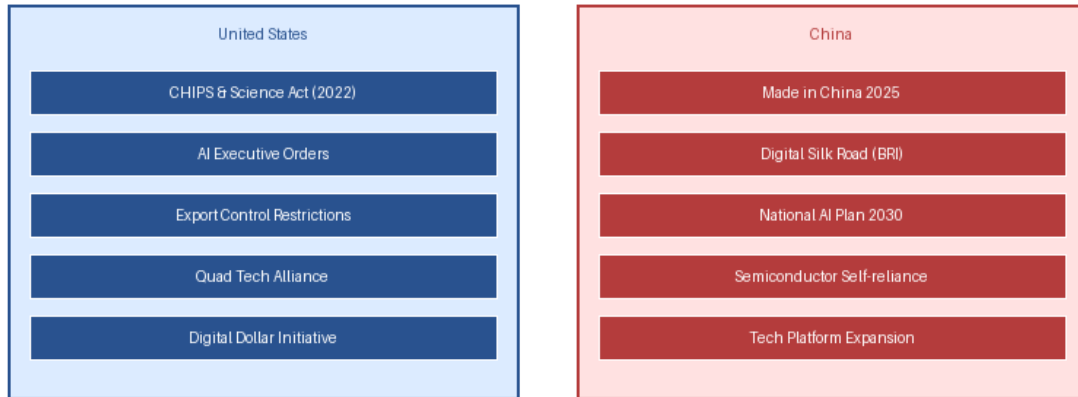 United States
CHIPS & Science Act (2022)
AI Executive Orders
Export Control Restrictions
Quad Tech Alliance
Digital Dollar Initiative
China
Made in China 2025
Digital Silk Road (BRI)
National AI Plan 2030
Semiconductor Self-reliance
Tech Platform Expansion